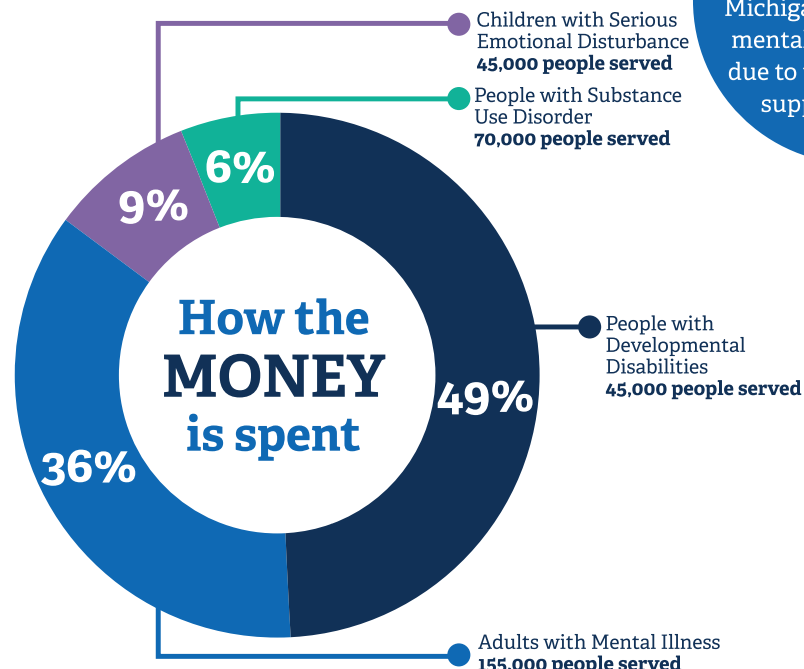 Children with Serious
Emotional Disturbance
45,000 people served
People with Substance
Use Disorder
70,000 people served
due to
6%
9%
How the
MONEY
is spent
People with
Developmental
Disabilities
45,000 people served
49%
36%
Adults with Mental Illness
155,000 people served